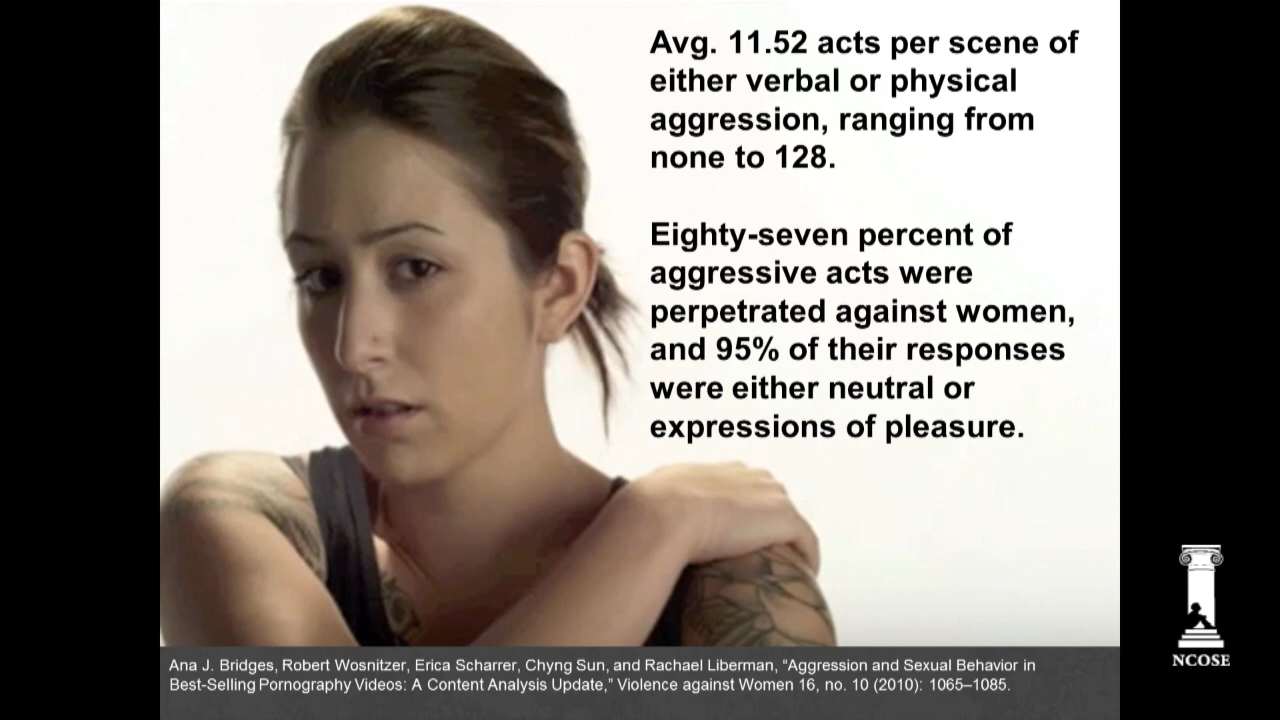 Avg. 11.52 acts per scene of
either verbal or physical
aggression, ranging from
none to 128.
Eighty-seven percent of
aggressive acts were
perpetrated against women,
and 95% of their responses
were either neutral or
expressions of pleasure.
NCOSE
Ana J. Bridges, Robert Wosnitzer, Erica Scharrer, Chyng Sun, and Rachael Liberman, “Aggression and Sexual Behavior in
Best-Selling Pornography Videos: A Content Analysis Update,” Violence against Women 16, no. 10 (2010): 1065–1085.